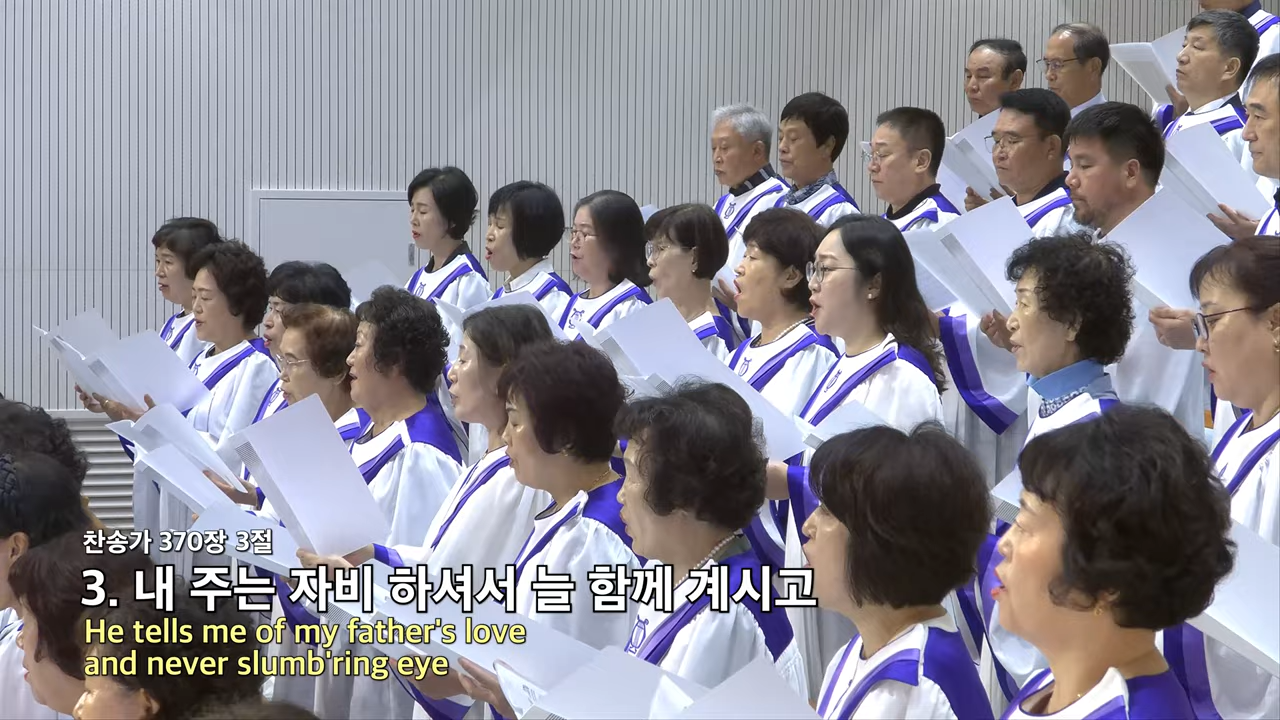 찬송가 370장 3절
3. 내 주는 자비 하셔서 늘 함께 계시고
He tells me of my father's love
and never slumb'ring eye